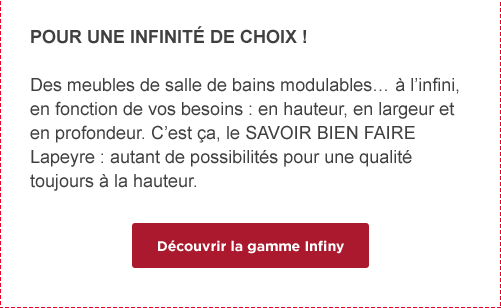 POUR UNE INFINITÉ DE CHOIX !
Des meubles de salle de bains modulables… à l’infini,
en fonction de vos besoins : en hauteur, en largeur et
en profondeur. C’est ça, le SAVOIR BIEN FAIRE
Lapeyre : autant de possibilités pour une qualité
toujours à la hauteur.
Découvrir la gamme Infiny